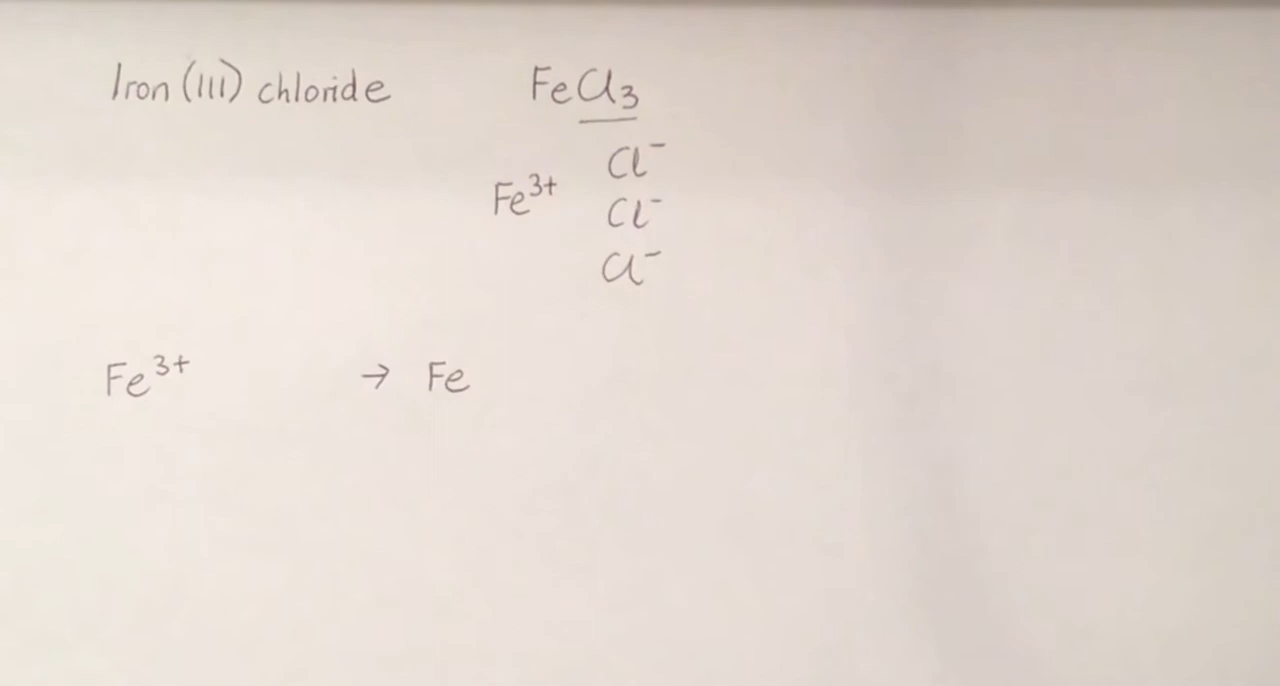 Iron (III) chloride FeCl₃
Cl⁻
Fe³⁺
Cl⁻
Cl⁻
Fe³⁺ → Fe